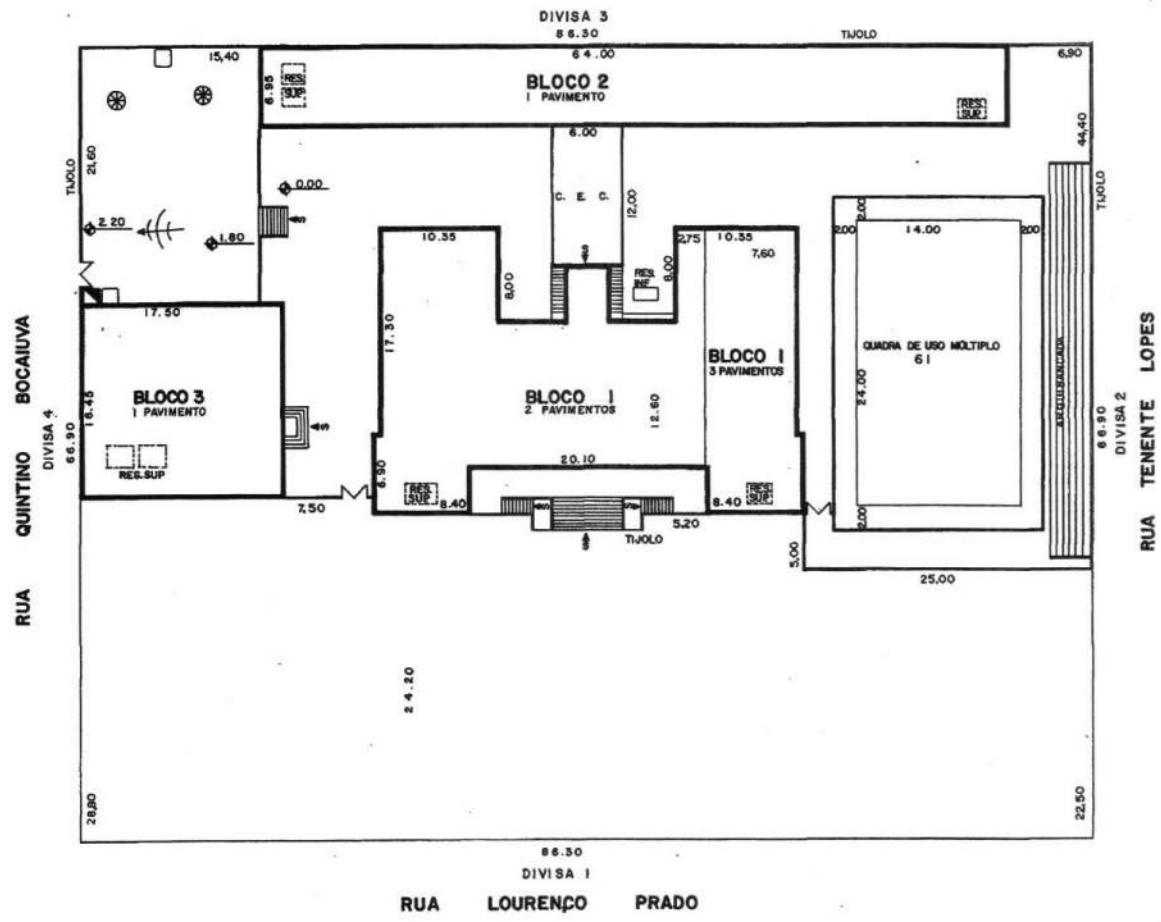 DIVISA 3
86.30
TIJOLO
15,40
64.00
6,90
6.95
RES.
SUP.
BLOCO 2
1 PAVIMENTO
RES.
SUP.
44,40
TIJOLO
21,60
6.00
C. E. C.
12,00
0.00
2.20
1.80
S
S
10.35
2,75
10.35
7,60
8,00
8,00
RES.
INF.
2.00
2.00
14.00
2.00
TIJOLO
17.50
17.30
BLOCO 3
1 PAVIMENTO
16.45
RES. SUP
S
BLOCO 1
2 PAVIMENTOS
12.60
BLOCO 1
3 PAVIMENTOS
QUADRA DE USO MÚLTIPLO
61
24.00
2.00
ARQUIBANCADA
RUA QUINTINO BOCAIUVA
DIVISA 4
66.90
66.90
DIVISA 2
RUA TENENTE LOPES
20.10
6.90
RES.
SUP.
8.40
7,50
S
S
S
TIJOLO
5,20
RES.
SUP.
8.40
5,00
25,00
24.20
28,80
22,50
86.30
DIVISA 1
RUA LOURENÇO PRADO